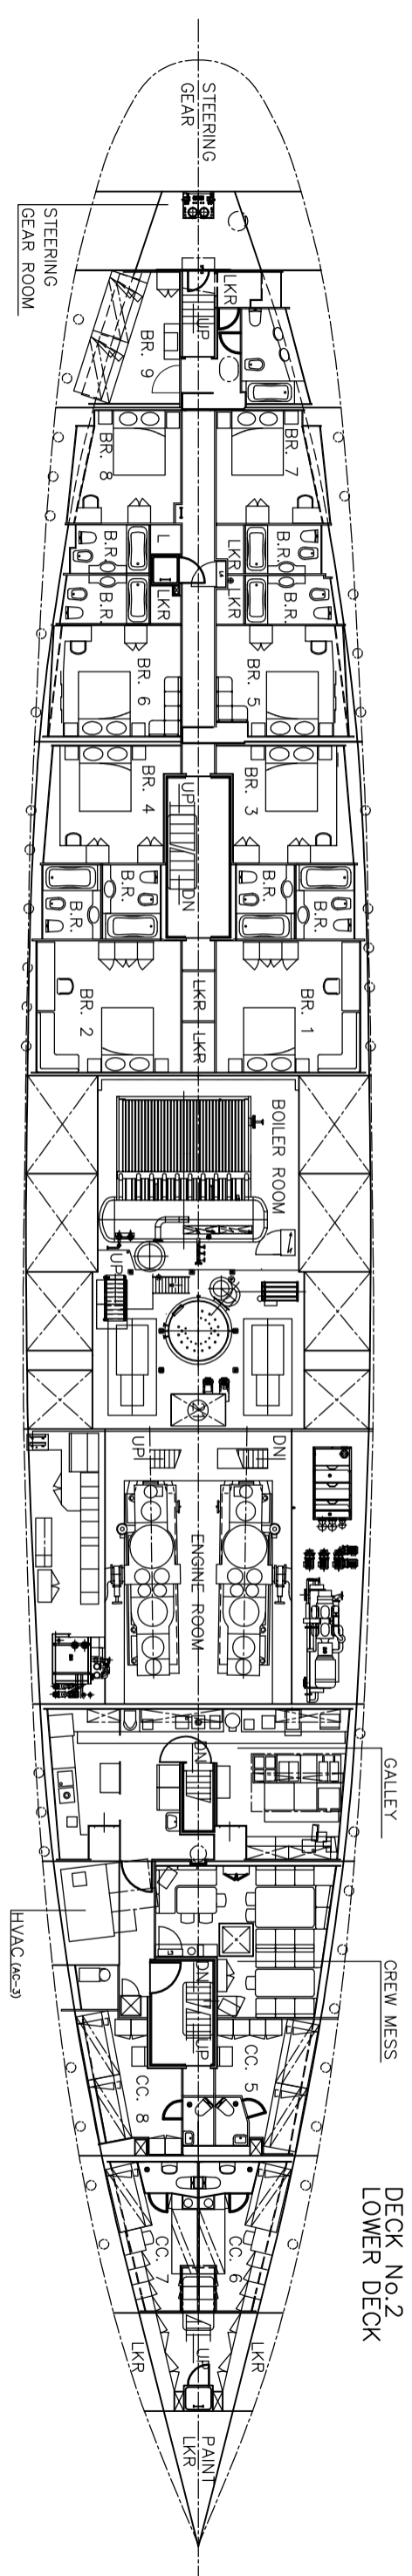 STEERING
GEAR
STEERING
GEAR ROOM
LKR
UP
BR. 9
BR. 7
BR. 8
B.R.
LKR
L
B.R.
B.R.
LKR
LKR
B.R.
BR. 5
BR. 6
BR. 3
BR. 4
UP
DN
B.R.
B.R.
B.R.
B.R.
BR. 1
BR. 2
LKR
LKR
BOILER ROOM
UP
DN
UP
ENGINE ROOM
GALLEY
DN
CREW MESS
HVAC (AC-3)
DN
UP
CC. 5
CC. 8
CC. 6
CC. 7
UP
LKR
LKR
PAINT
LKR
DECK No.2
LOWER DECK